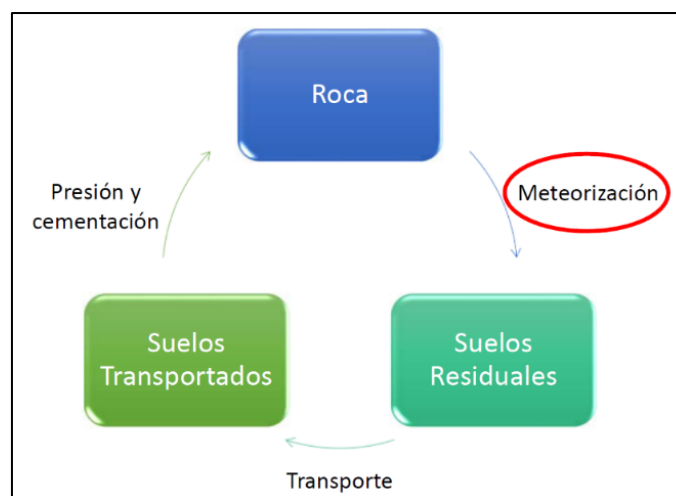 Roca
Meteorización
Presión y
cementación
Suelos
Transportados
Suelos
Residuales
Transporte